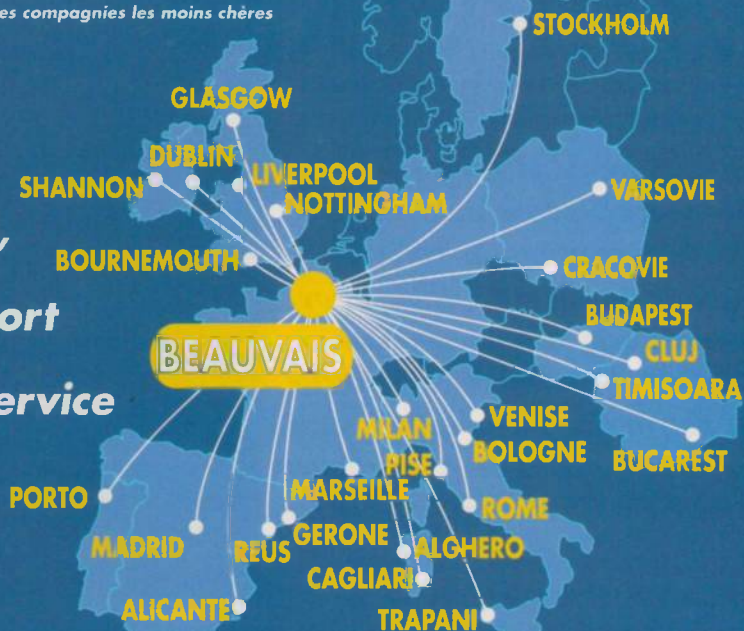 es compagnies les moins chères
STOCKHOLM
GLASGOW
DUBLIN
LIVERPOOL
SHANNON
VARSOVIE
NOTTINGHAM
BOURNEMOUTH
CRACOVIE
ort
BUDAPEST
BEAUVAIS
CLUJ
TIMISOARA
ervice
VENISE
MILAN
BOLOGNE
PISE
BUCAREST
MARSEILLE
PORTO
ROME
GERONE
MADRID
REUS
ALGHERO
CAGLIARI
ALICANTE
TRAPANI